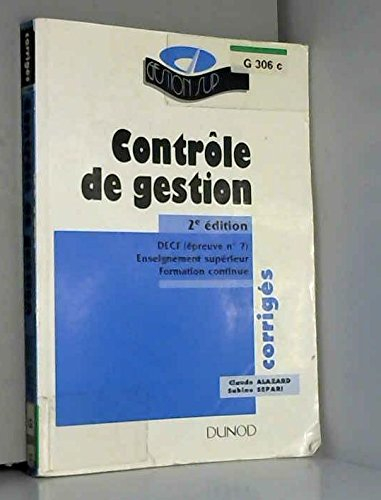 GESTION SUP
G 306 c
Contrôle
de gestion
2e édition
DECF (épreuve n° 7)
Enseignement supérieur
Formation continue
corrigés
Claude ALAZARD
Sabine SEPARI
DUNOD